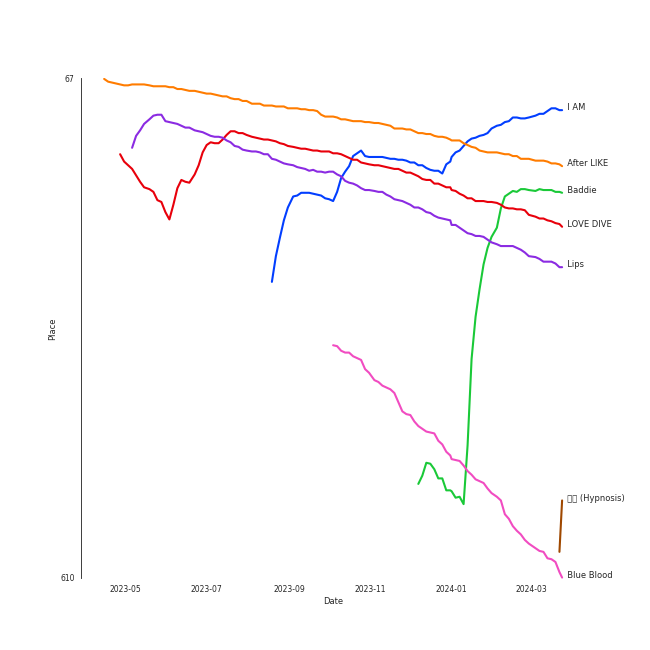 67
I AM
After LIKE
Baddie
LOVE DIVE
Lips
Place
(Hypnosis)
610
Blue Blood
2023-05
2023-07
2023-09
2023-11
2024-01
2024-03
Date